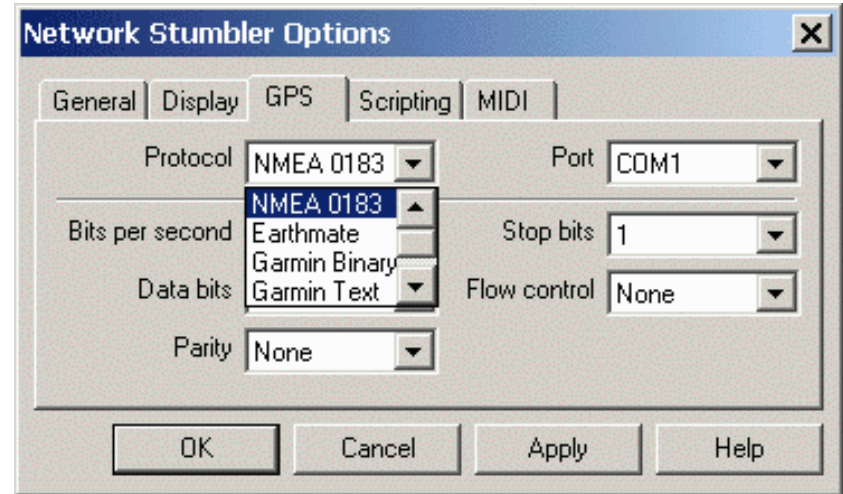 Network Stumbler Options
General Display GPS Scripting MIDI
Protocol NMEA 0183 Port COM1
NMEA 0183
Bits per second Earthmate Stop bits 1
Garmin Binary
Data bits Garmin Text Flow control None
Parity None
OK Cancel Apply Help